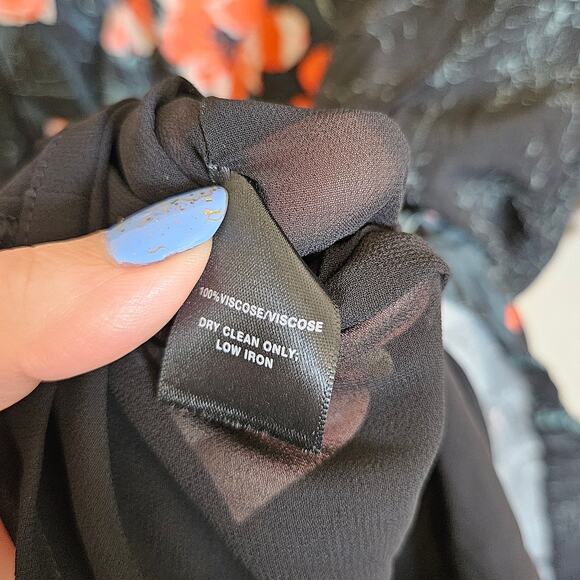 100%VISCOSE/VISCOSE
DRY CLEAN ONLY;
LOW IRON